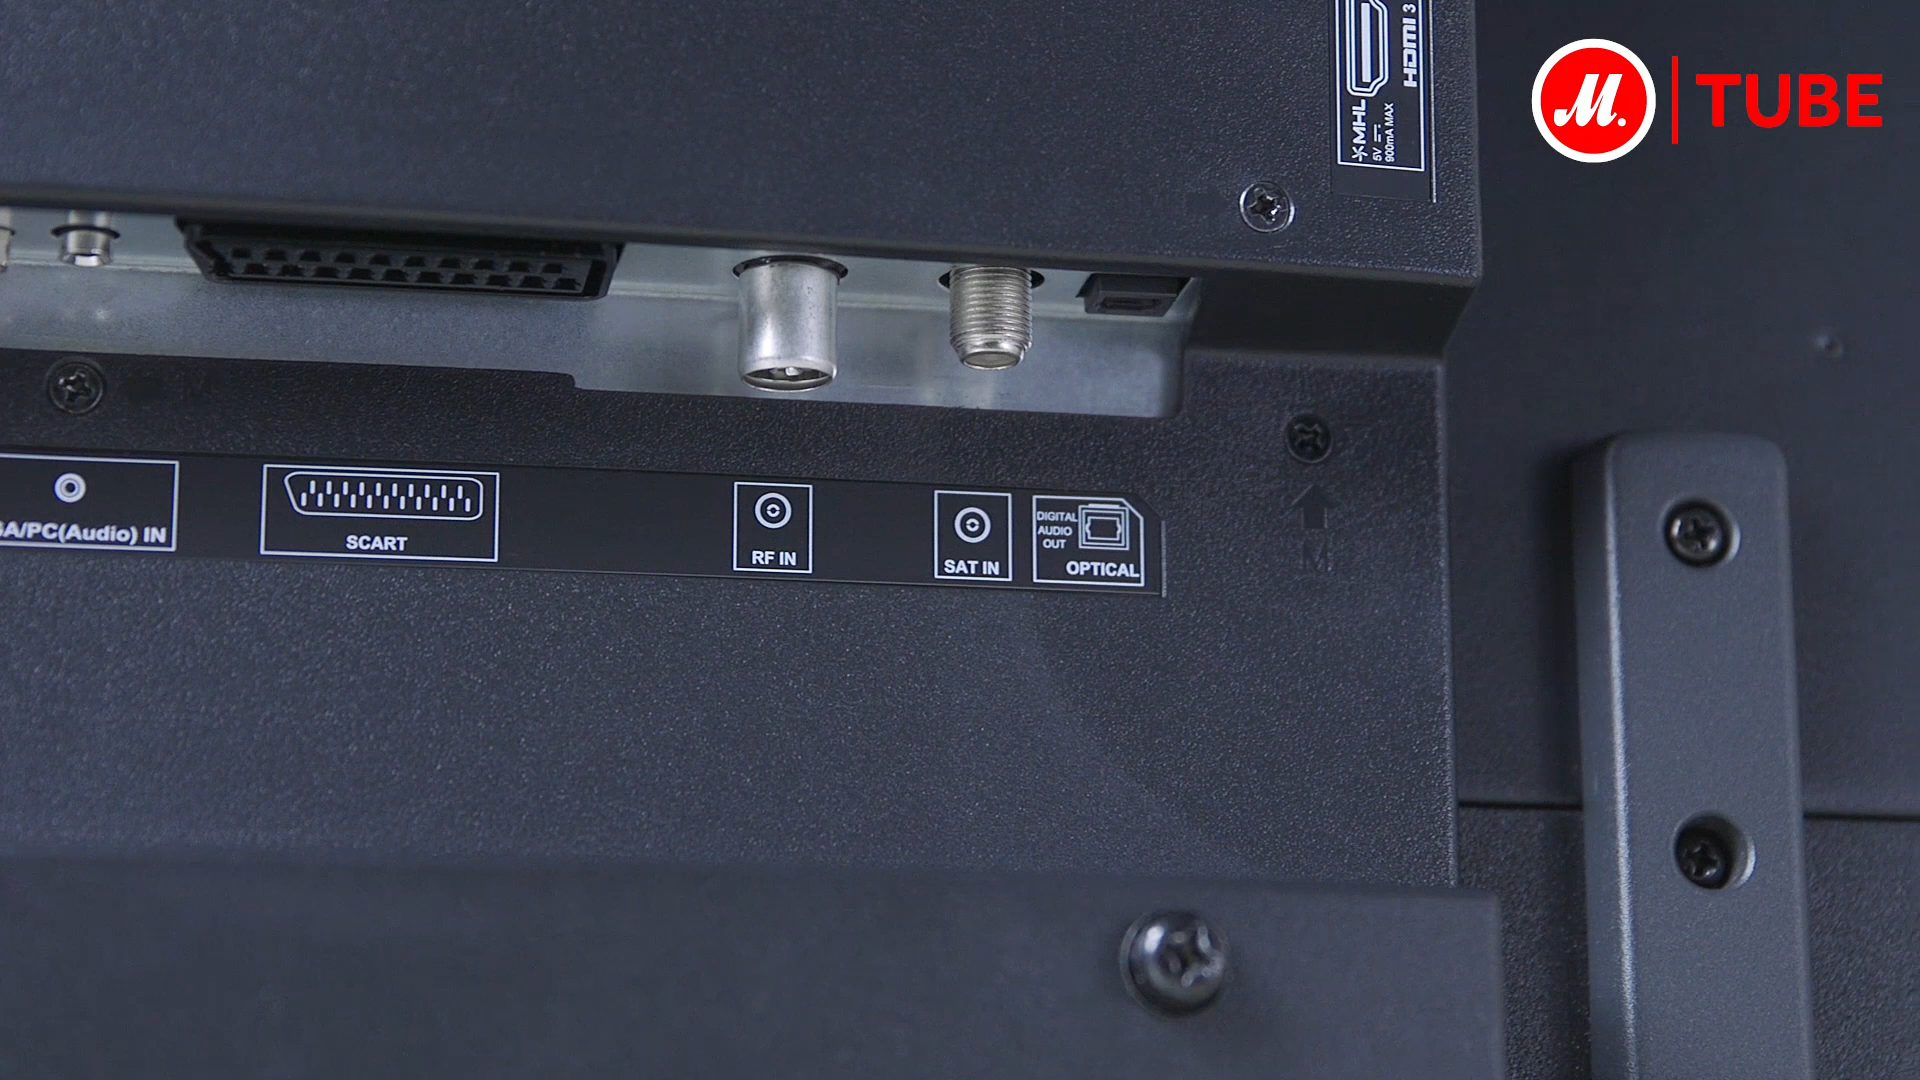 HDMI 3
MHL
5V
900mA MAX
M. TUBE
GA/PC(Audio) IN
SCART
RF IN
SAT IN
DIGITAL
AUDIO
OUT
OPTICAL
M